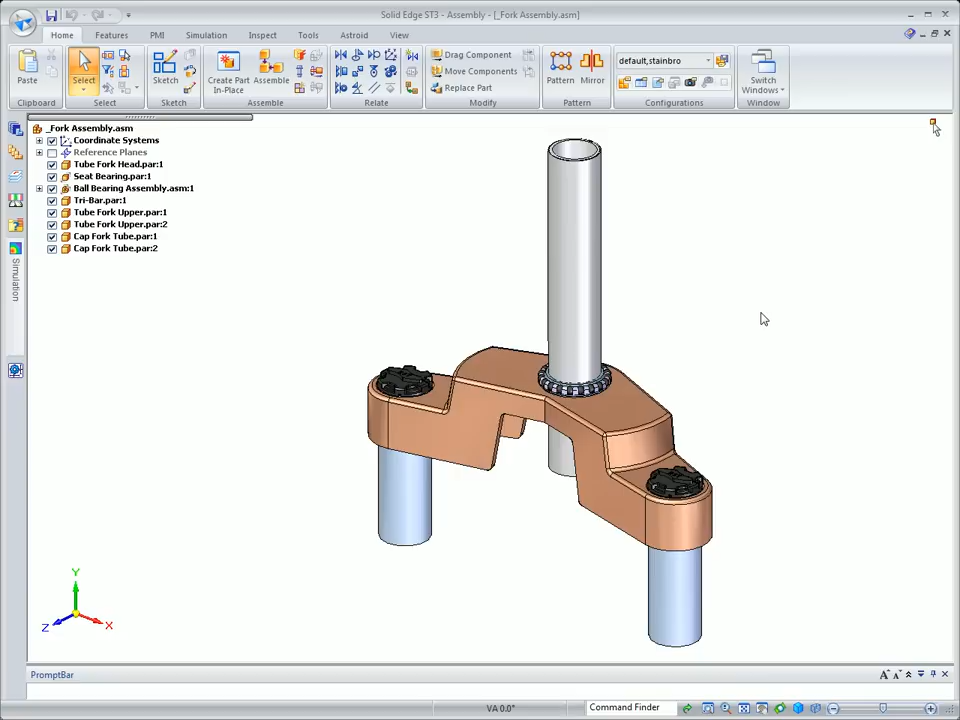 Solid Edge ST3 - Assembly - [_Fork Assembly.asm]
Home Features PMI Simulation Inspect Tools Astroid View
Paste
Select
Sketch
Create Part In-Place
Assemble
Drag Component
Move Components
Replace Part
Pattern
Mirror
default,stainbro
Switch Windows
Clipboard Select Sketch Assemble Relate Modify Pattern Configurations Window
_Fork Assembly.asm
Coordinate Systems
Reference Planes
Tube Fork Head.par:1
Seat Bearing.par:1
Ball Bearing Assembly.asm:1
Tri-Bar.par:1
Tube Fork Upper.par:1
Tube Fork Upper.par:2
Cap Fork Tube.par:1
Cap Fork Tube.par:2
Simulation
Y
Z
X
PromptBar
VA 0.0°
Command Finder